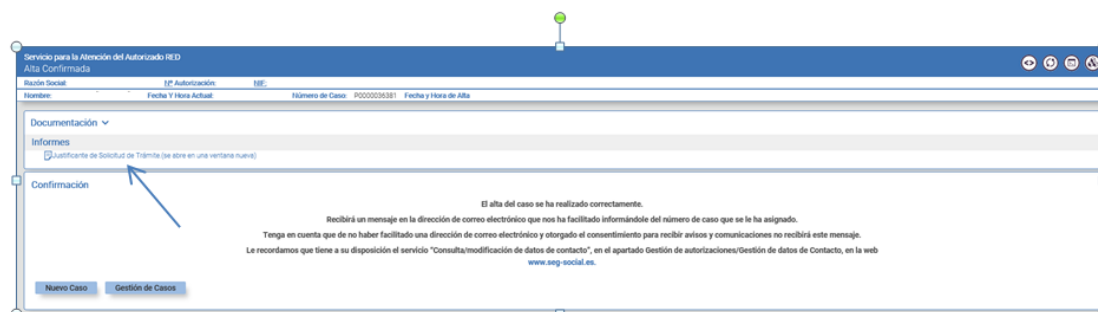 Servicio para la Atención del Autorizado RED
Alta Confirmada
Razón Social: Nº Autorización: NIF:
Nombre: Fecha Y Hora Actual: Número de Caso: P0000036381 Fecha y Hora de Alta
Documentación
Informes
Justificante de Solicitud de Trámite (se abre en una ventana nueva)
Confirmación
El alta del caso se ha realizado correctamente.
Recibirá un mensaje en la dirección de correo electrónico que nos ha facilitado informándole del número de caso que se le ha asignado.
Tenga en cuenta que de no haber facilitado una dirección de correo electrónico y otorgado el consentimiento para recibir avisos y comunicaciones no recibirá este mensaje.
Le recordamos que tiene a su disposición el servicio "Consulta/modificación de datos de contacto", en el apartado Gestión de autorizaciones/Gestión de datos de Contacto, en la web
www.seg-social.es.
Nuevo Caso Gestión de Casos